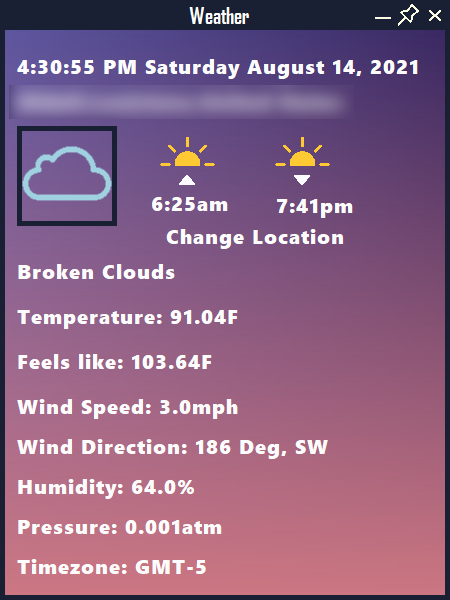 Weather
4:30:55 PM Saturday August 14, 2021
6:25am
7:41pm
Change Location
Broken Clouds
Temperature: 91.04F
Feels like: 103.64F
Wind Speed: 3.0mph
Wind Direction: 186 Deg, SW
Humidity: 64.0%
Pressure: 0.001atm
Timezone: GMT-5